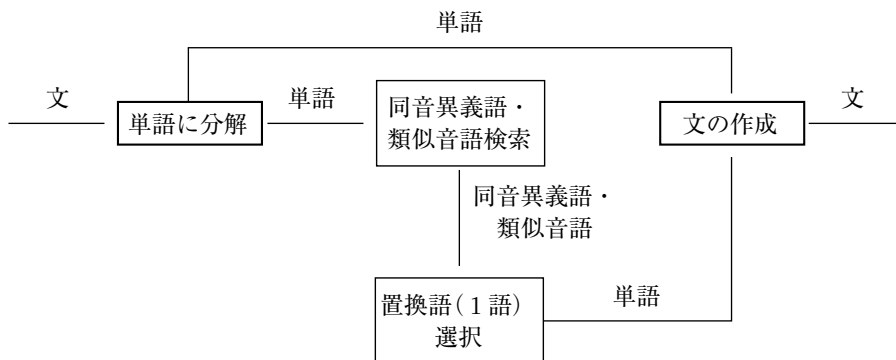 単語
文
単語に分解
単語
同音異義語・
類似音語検索
文の作成
文
同音異義語・
類似音語
置換語(1語)
選択
単語